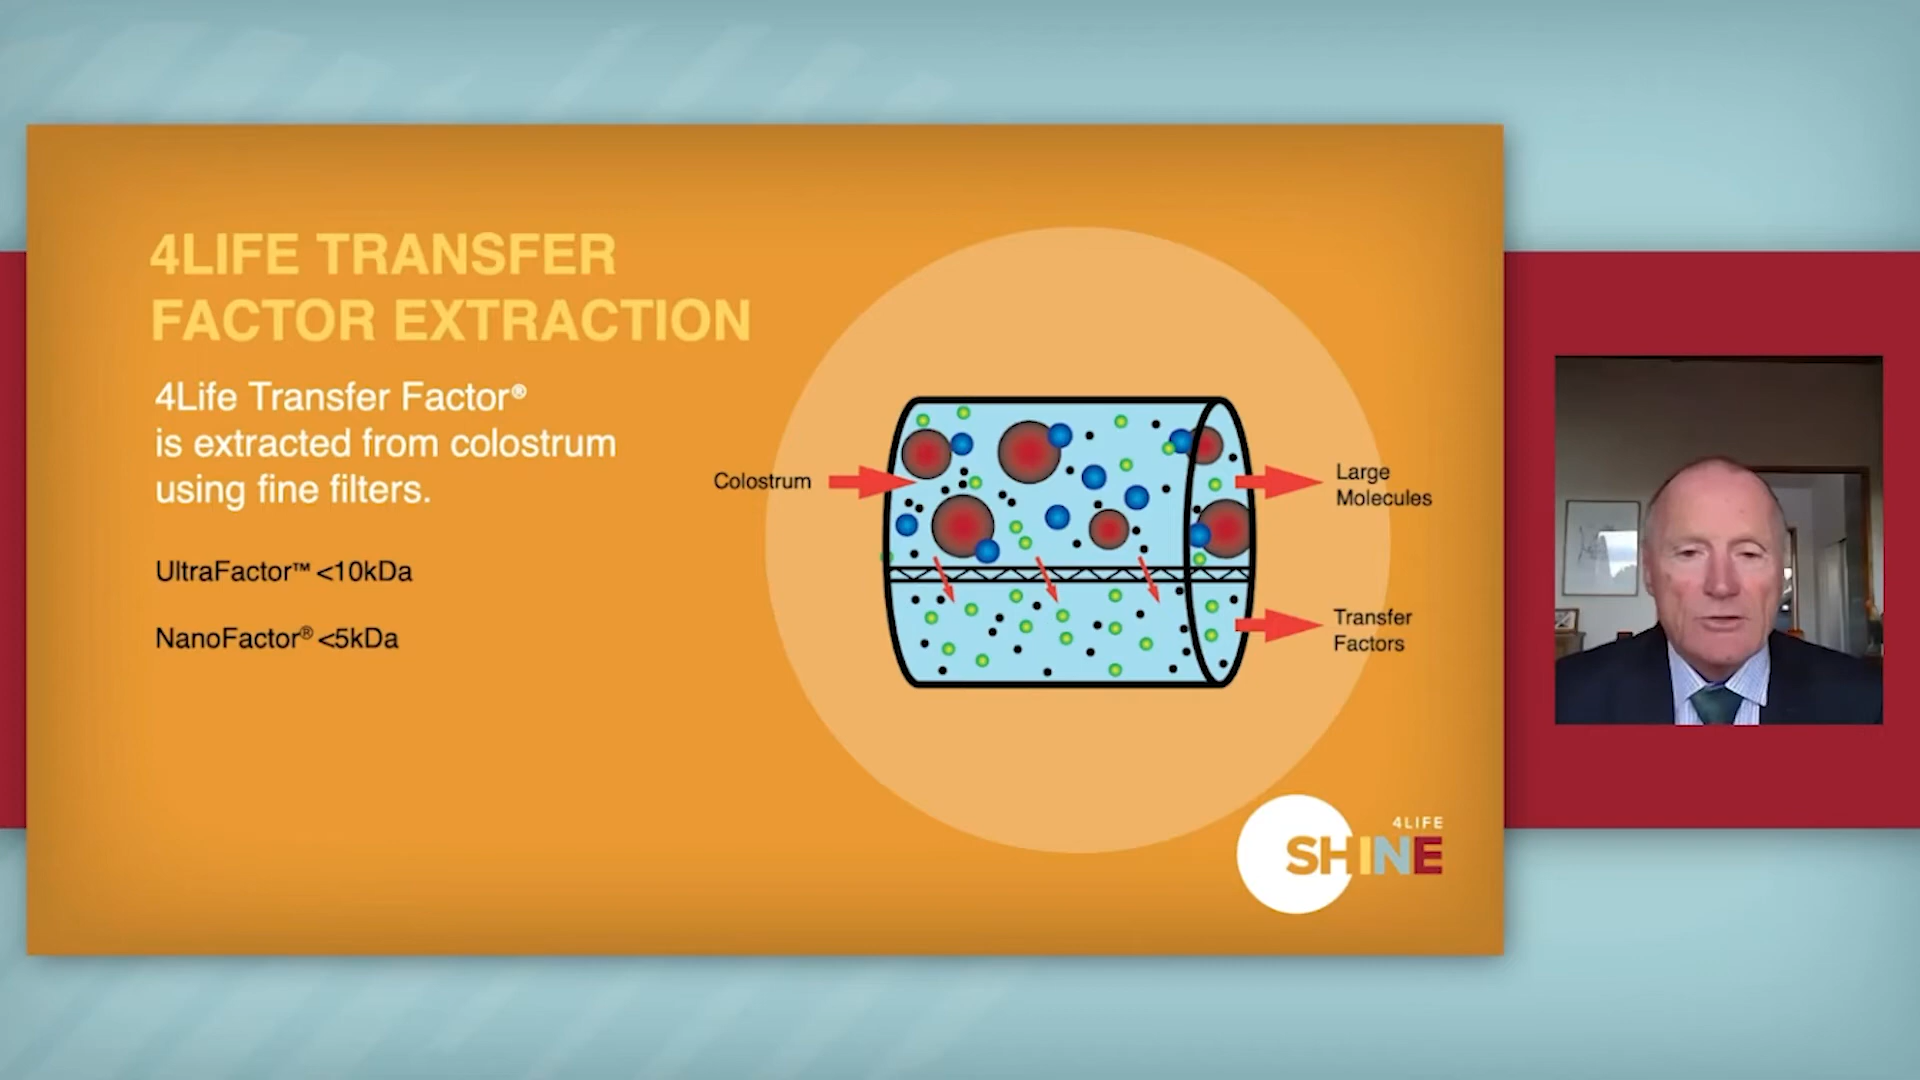 4LIFE TRANSFER
FACTOR EXTRACTION
4Life Transfer Factor®
is extracted from colostrum
using fine filters.
UltraFactor™ <10kDa
NanoFactor® <5kDa
Colostrum
Large
Molecules
Transfer
Factors
4LIFE
SHINE